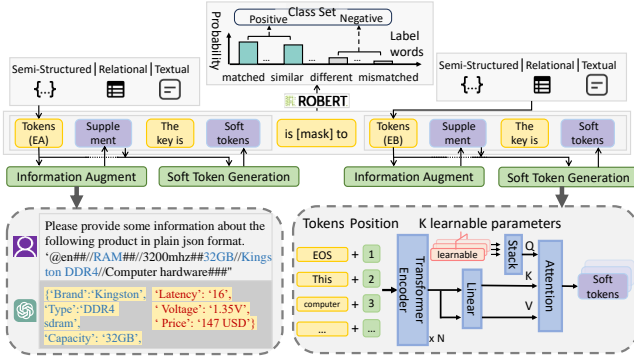 Class Set
Positive
Negative
Probability
Label
words
...
...
matched similar different mismatched
Semi-Structured | Relational | Textual
{...}
Semi-Structured | Relational | Textual
{...}
ROBERT
Tokens
(EA)
Supple
ment
The
key is
Soft
tokens
is [mask] to
Tokens
(EB)
Supple
ment
The
key is
Soft
tokens
Information Augment
Soft Token Generation
Information Augment
Soft Token Generation
Please provide some information about the
following product in plain json format.
‘@en##//RAM##//3200mhz##32GB//Kings
ton DDR4//Computer hardware###"
{‘Brand’:‘Kingston’,
‘Type’:‘DDR4
sdram’,
‘Capacity’: ‘32GB’,
‘Latency’: ‘16’,
‘ Voltage’: ‘1.35V’,
‘ Price’: ‘147 USD’}
Tokens Position
K learnable parameters
EOS + 1
This + 2
computer + 3
... + ...
Transformer
Encoder
x N
learnable
Stack
Linear
Q
K
V
Attention
Soft
tokens